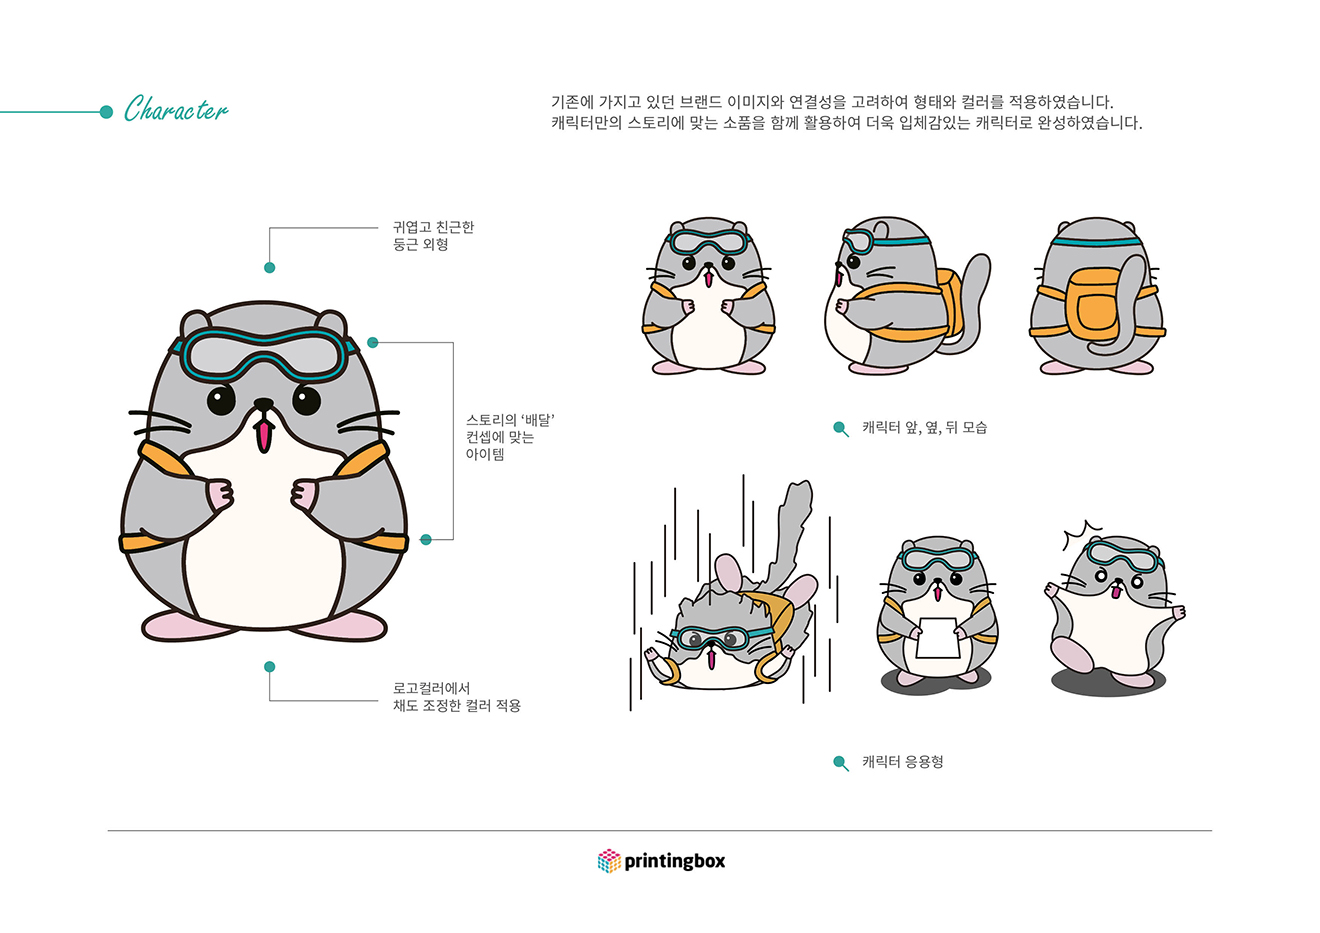 Character
기존에 가지고 있던 브랜드 이미지와 연결성을 고려하여 형태와 컬러를 적용하였습니다.
캐릭터만의 스토리에 맞는 소품을 함께 활용하여 더욱 입체감있는 캐릭터로 완성하였습니다.
귀엽고 친근한
둥근 외형
스토리의 ‘배달’
컨셉에 맞는
아이템
로고컬러에서
채도 조정한 컬러 적용
캐릭터 앞, 옆, 뒤 모습
캐릭터 응용형
printingbox